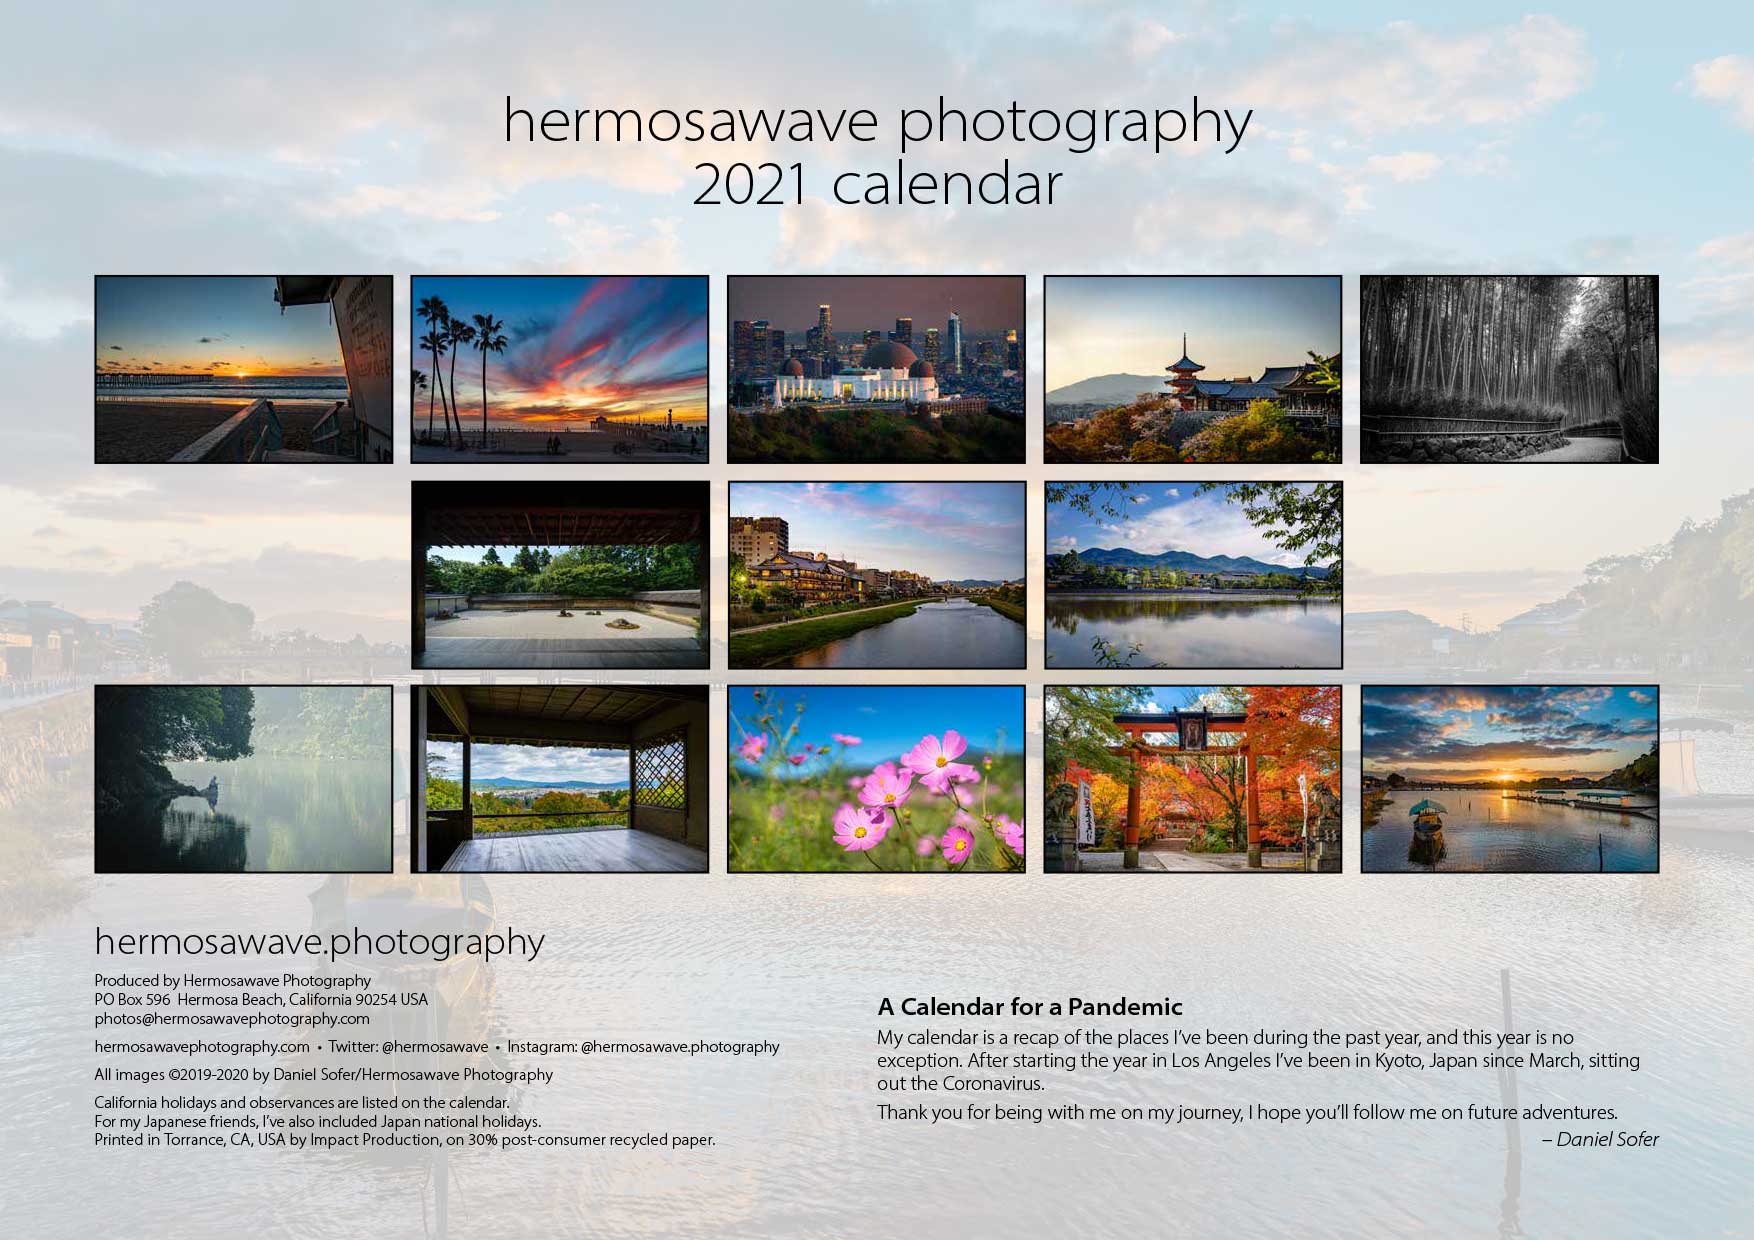 hermosawave photography
2021 calendar
hermosawave.photography
Produced by Hermosawave Photography
PO Box 596  Hermosa Beach, California 90254 USA
photos@hermosawavephotography.com
hermosawavephotography.com • Twitter: @hermosawave • Instagram: @hermosawave.photography
All images ©2019-2020 by Daniel Sofer/Hermosawave Photography
California holidays and observances are listed on the calendar.
For my Japanese friends, I've also included Japan national holidays.
Printed in Torrance, CA, USA by Impact Production, on 30% post-consumer recycled paper.
A Calendar for a Pandemic
My calendar is a recap of the places I've been during the past year, and this year is no
exception. After starting the year in Los Angeles I've been in Kyoto, Japan since March, sitting
out the Coronavirus.
Thank you for being with me on my journey, I hope you'll follow me on future adventures.
– Daniel Sofer